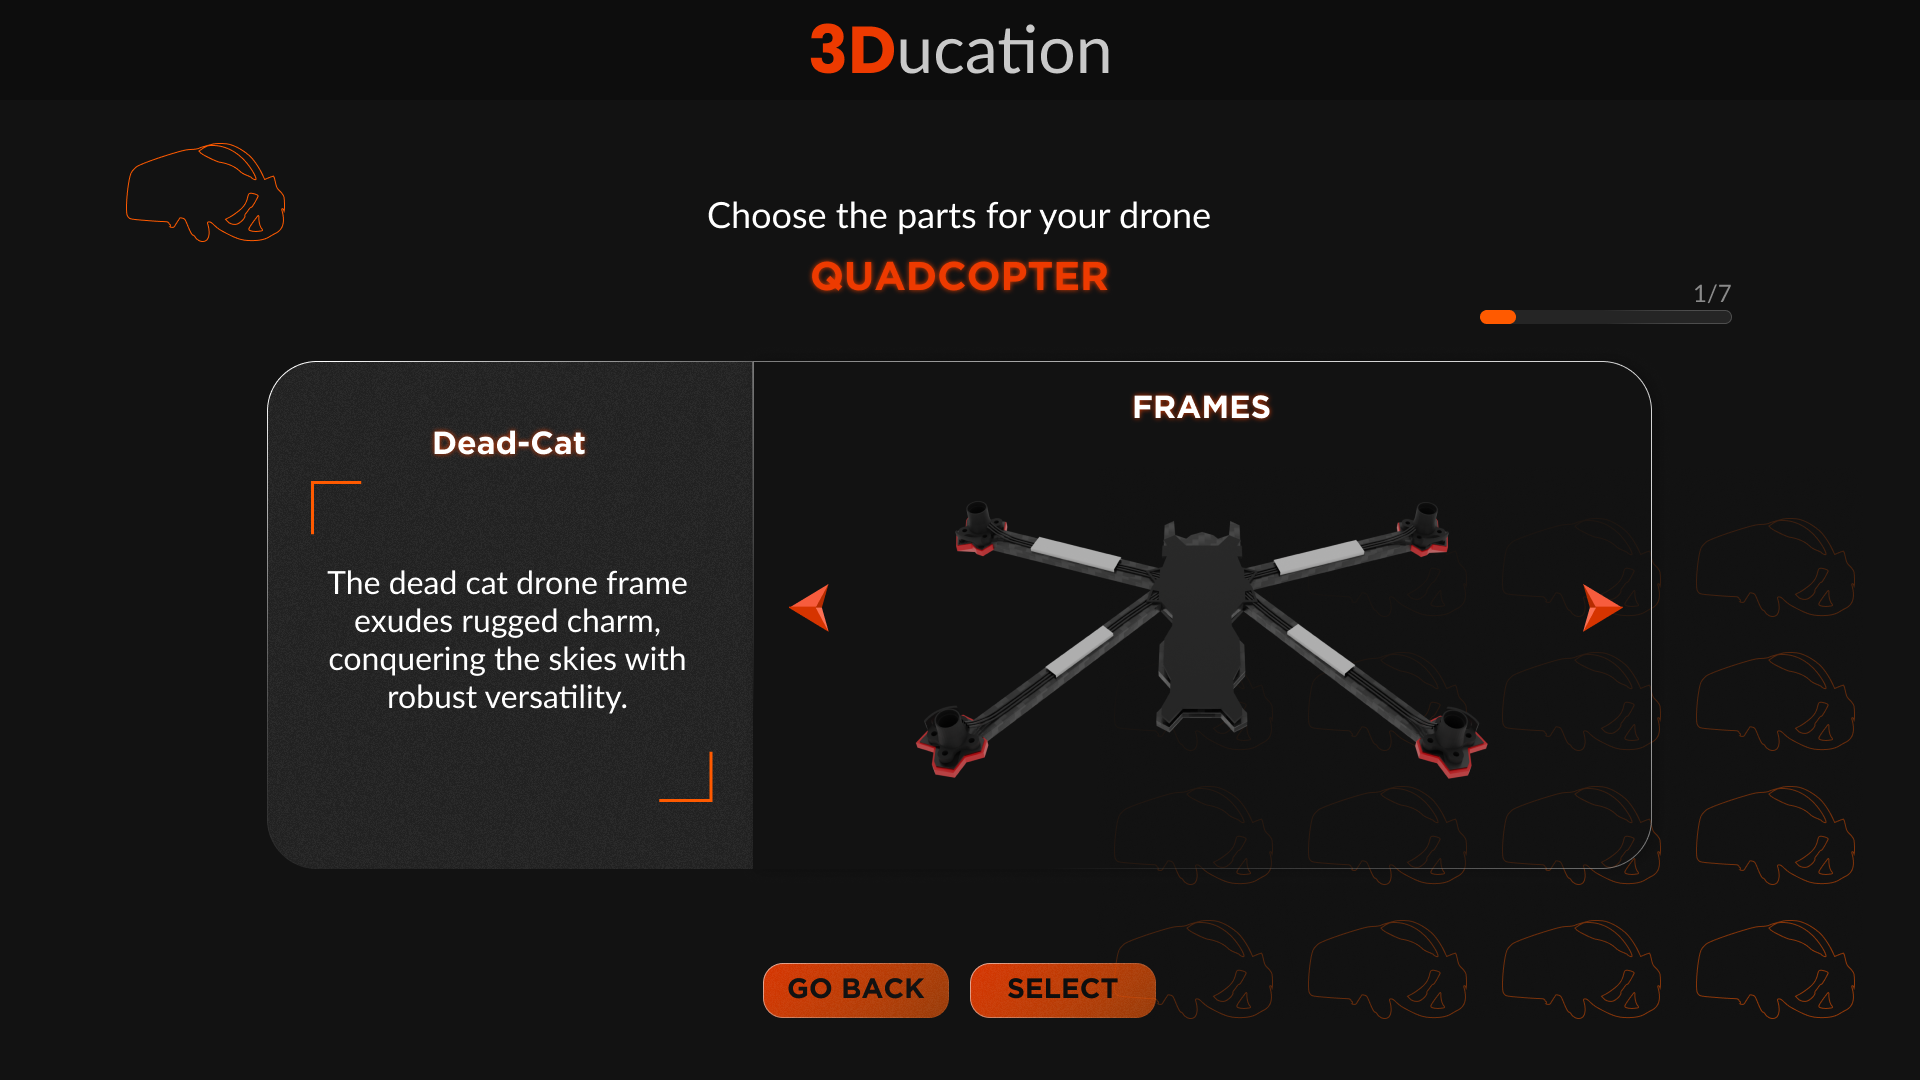 3Ducation
Choose the parts for your drone
QUADCOPTER
1/7
FRAMES
Dead-Cat
The dead cat drone frame
exudes rugged charm,
conquering the skies with
robust versatility.
GO BACK
SELECT